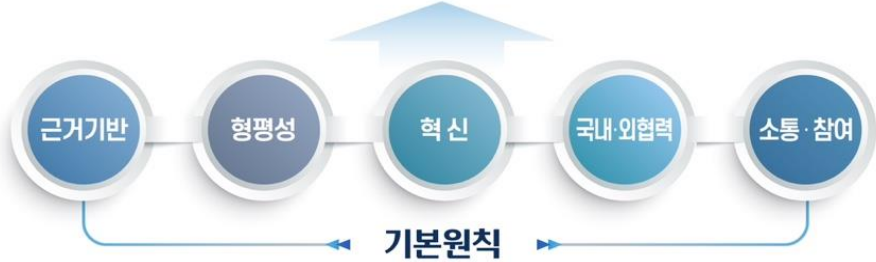 근거기반
형평성
혁신
국내·외협력
소통·참여
기본원칙